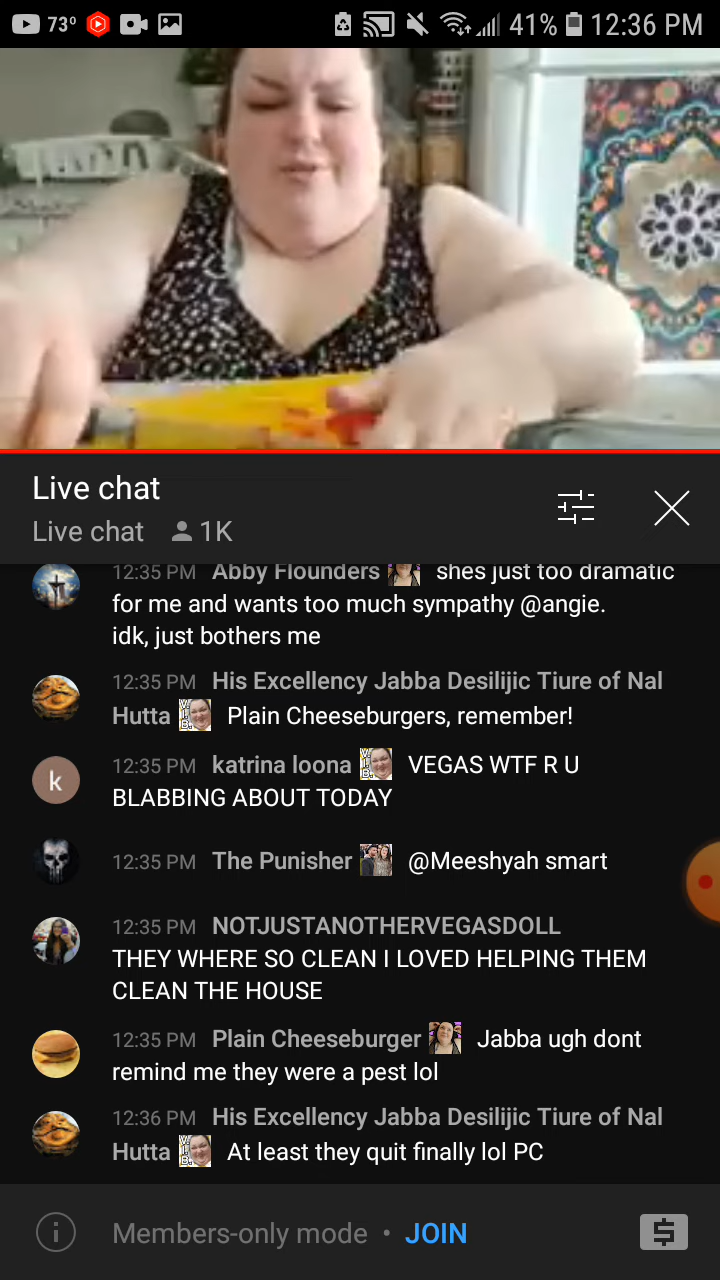 73° 41% 12:36 PM
Live chat
Live chat 1K
12:35 PM Abby Flounders shes just too dramatic
for me and wants too much sympathy @angie.
idk, just bothers me
12:35 PM His Excellency Jabba Desilijic Tiure of Nal
Hutta Plain Cheeseburgers, remember!
k 12:35 PM katrina loona VEGAS WTF R U
BLABBING ABOUT TODAY
12:35 PM The Punisher @Meeshyah smart
12:35 PM NOTJUSTANOTHERVEGASDOLL
THEY WHERE SO CLEAN I LOVED HELPING THEM
CLEAN THE HOUSE
12:35 PM Plain Cheeseburger Jabba ugh dont
remind me they were a pest lol
12:36 PM His Excellency Jabba Desilijic Tiure of Nal
Hutta At least they quit finally lol PC
Members-only mode • JOIN $